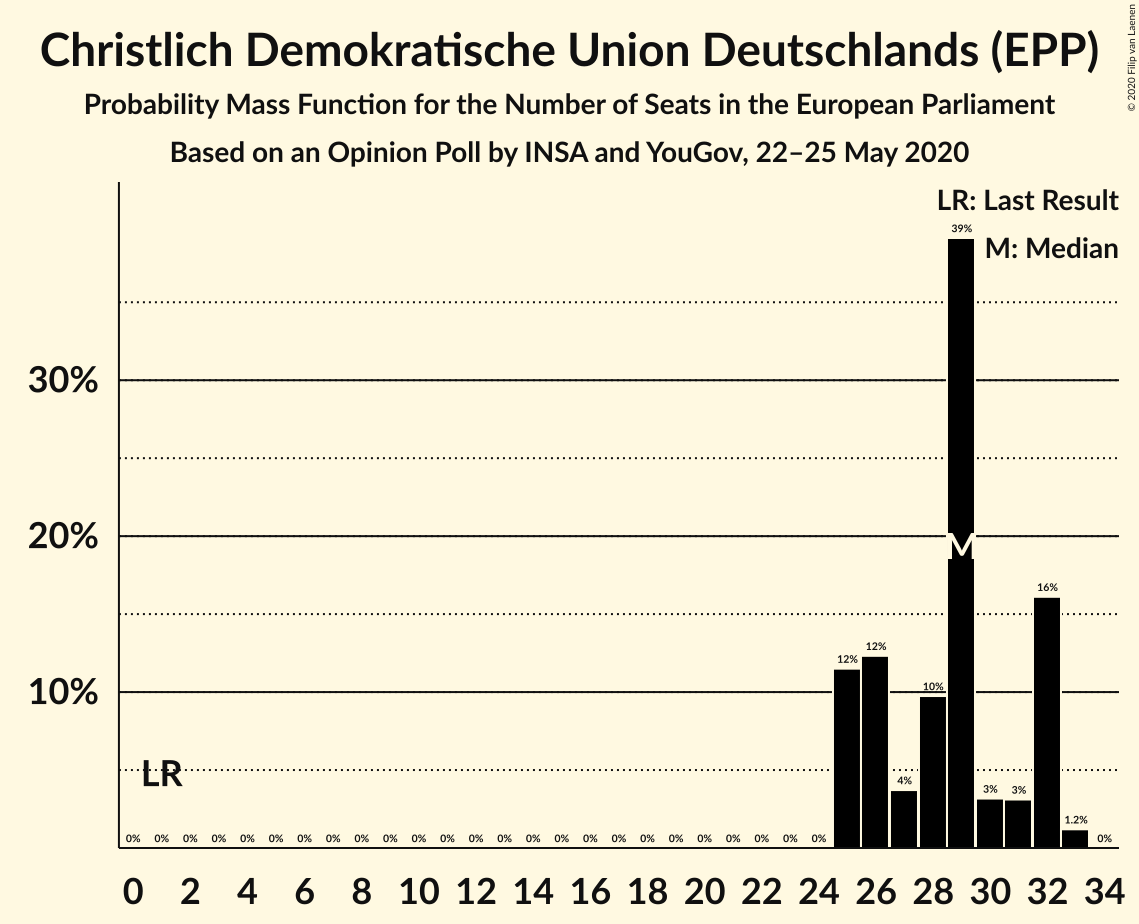 Christlich Demokratische Union Deutschlands (EPP)
Probability Mass Function for the Number of Seats in the European Parliament
Based on an Opinion Poll by INSA and YouGov, 22–25 May 2020
© 2020 Filip van Laenen
LR: Last Result
M: Median
39%
30%
20%
M
16%
12% 12%
10%
10%
LR
4% 3% 3% 1.2%
0% 0% 0% 0% 0% 0% 0% 0% 0% 0% 0% 0% 0% 0% 0% 0% 0% 0% 0% 0% 0% 0% 0% 0% 0% 0%
0 2 4 6 8 10 12 14 16 18 20 22 24 26 28 30 32 34